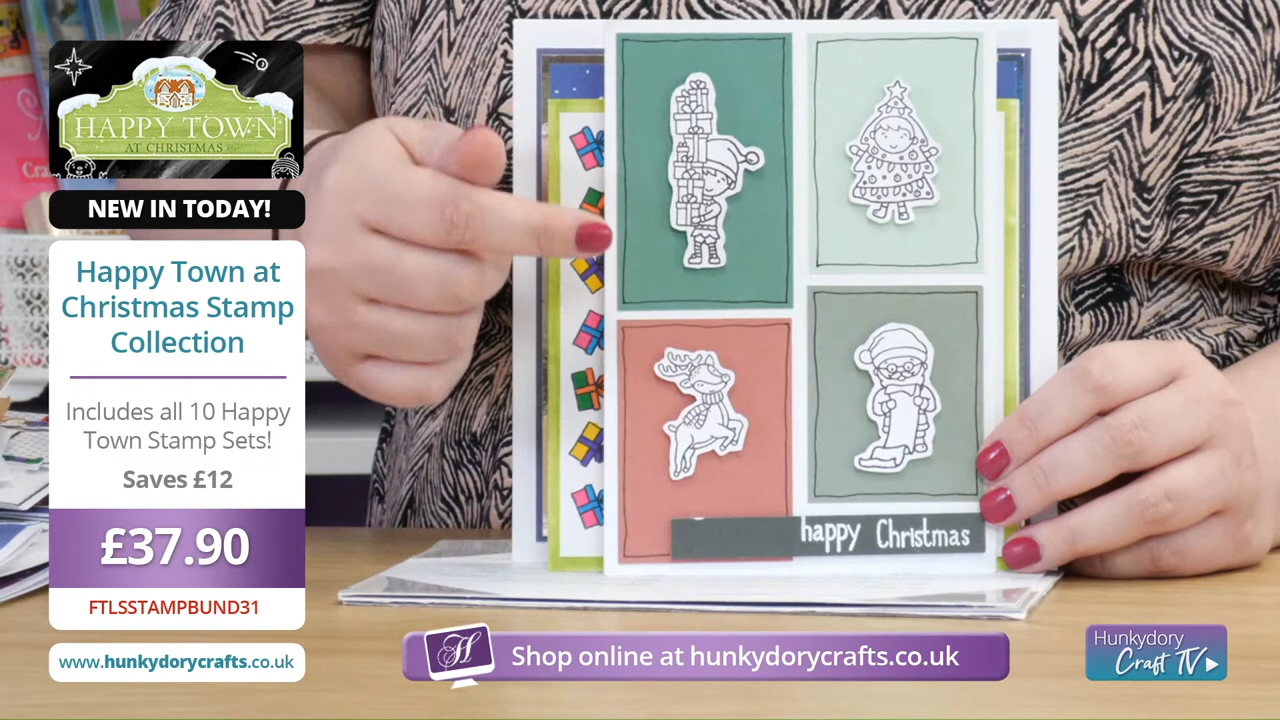 HAPPY TOWN
AT CHRISTMAS
NEW IN TODAY!
Happy Town at
Christmas Stamp
Collection
Includes all 10 Happy
Town Stamp Sets!
Saves £12
£37.90
FTLSSTAMPBUND31
www.hunkydorycrafts.co.uk
happy Christmas
Shop online at hunkydorycrafts.co.uk
Hunkydory
Craft TV